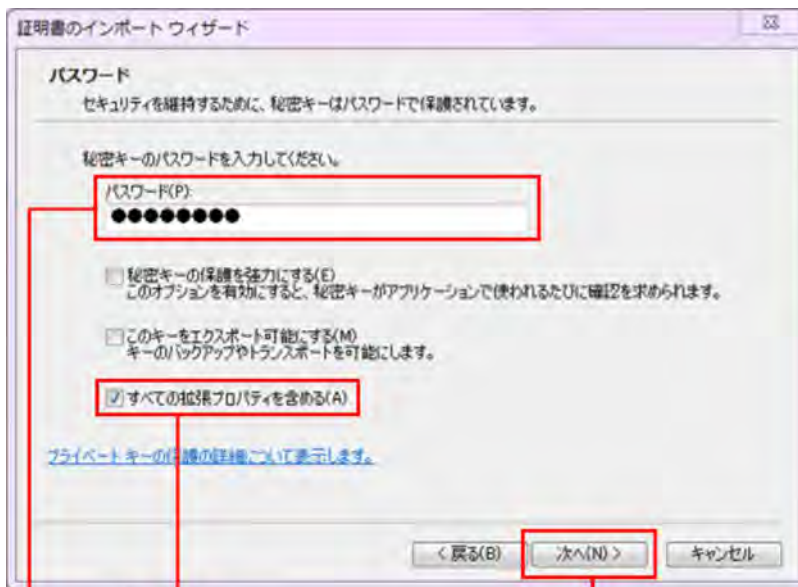 証明書のインポート ウィザード
パスワード
セキュリティを維持するために、秘密キーはパスワードで保護されています。
秘密キーのパスワードを入力してください。
パスワード(P):
●●●●●●●●
秘密キーの保護を強力にする(E)
このオプションを有効にすると、秘密キーがアプリケーションで使われるたびに確認を求められます。
このキーをエクスポート可能にする(M)
キーのバックアップやトランスポートを可能にします。
すべての拡張プロパティを含める(A)
プライベート キーの保護の詳細について表示します。
< 戻る(B)
次へ(N) >
キャンセル